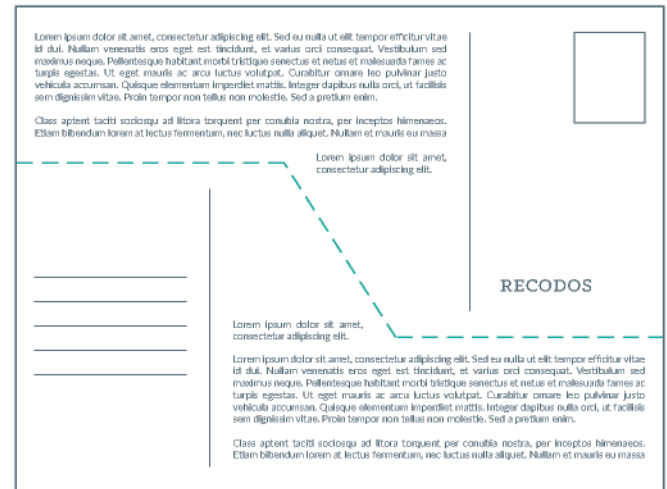 Lorem ipsum dolor sit amet, consectetur adipiscing elit. Sed eu nulla ut elit tempor efficitur vitae
id dui. Nullam venenatis eros eget est tincidunt, et varius orci consequat. Vestibulum sed
maximus neque. Pellentesque habitant morbi tristique senectus et netus et malesuada fames ac
turpis egestas. Ut eget mauris ac arcu luctus volutpat. Curabitur ornare leo pulvinar justo
vehicula accumsan. Quisque elementum imperdiet mattis. Integer dapibus nulla orci, ut facilisis
sem dignissim vitae. Proin tempor non tellus non molestie. Sed a pretium enim.
Class aptent taciti sociosqu ad litora torquent per conubia nostra, per inceptos himenaeos.
Etiam bibendum lorem at lectus fermentum, nec luctus nulla aliquet. Nullam et mauris eu massa
Lorem ipsum dolor sit amet,
consectetur adipiscing elit.
RECODOS
Lorem ipsum dolor sit amet,
consectetur adipiscing elit.
Lorem ipsum dolor sit amet, consectetur adipiscing elit. Sed eu nulla ut elit tempor efficitur vitae
id dui. Nullam venenatis eros eget est tincidunt, et varius orci consequat. Vestibulum sed
maximus neque. Pellentesque habitant morbi tristique senectus et netus et malesuada fames ac
turpis egestas. Ut eget mauris ac arcu luctus volutpat. Curabitur ornare leo pulvinar justo
vehicula accumsan. Quisque elementum imperdiet mattis. Integer dapibus nulla orci, ut facilisis
sem dignissim vitae. Proin tempor non tellus non molestie. Sed a pretium enim.
Class aptent taciti sociosqu ad litora torquent per conubia nostra, per inceptos himenaeos.
Etiam bibendum lorem at lectus fermentum, nec luctus nulla aliquet. Nullam et mauris eu massa